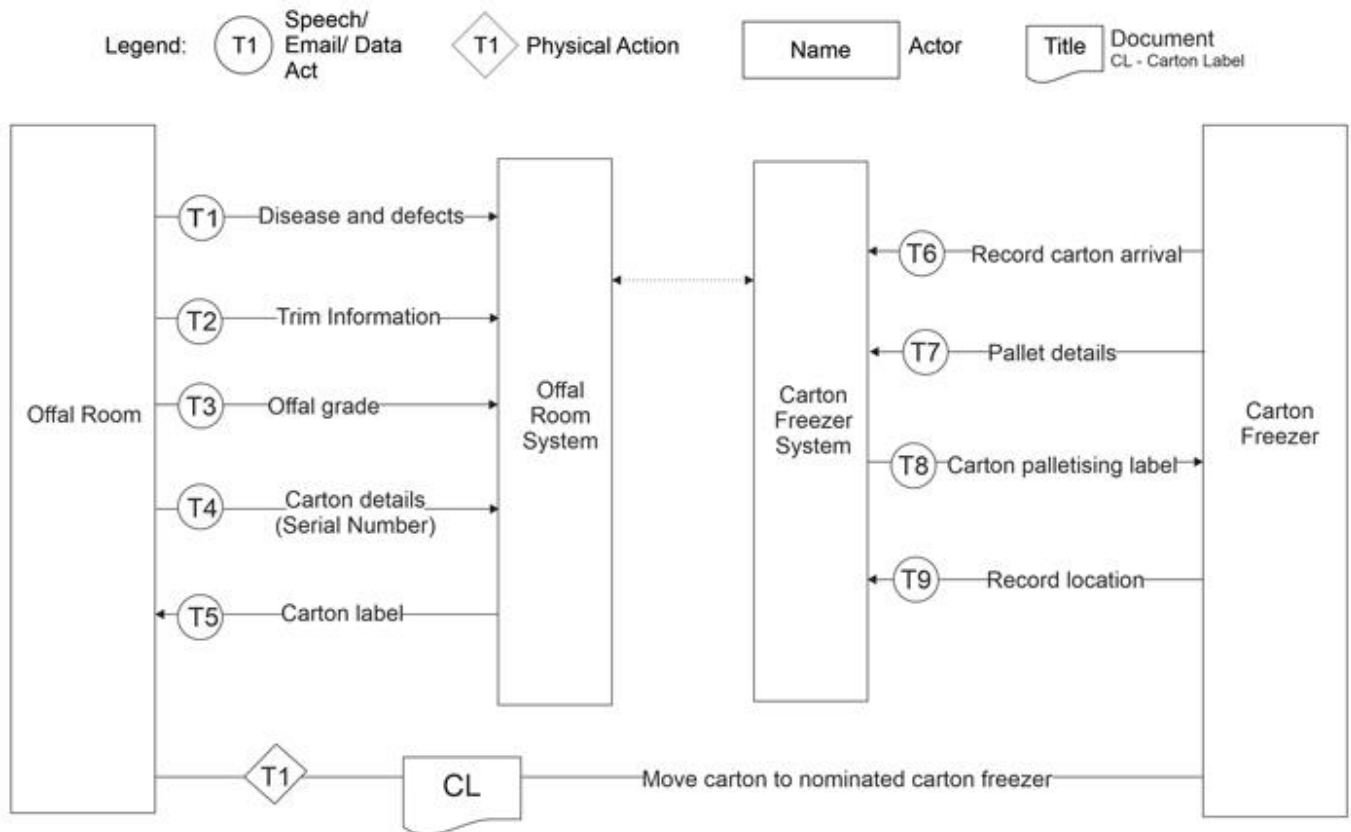 Legend:
T1
Speech/
Email/ Data
Act
T1
Physical Action
Name
Actor
Title
Document
CL - Carton Label
Offal Room
T1
Disease and defects
T2
Trim Information
T3
Offal grade
T4
Carton details
(Serial Number)
T5
Carton label
Offal
Room
System
Carton
Freezer
System
T6
Record carton arrival
T7
Pallet details
T8
Carton palletising label
T9
Record location
Carton
Freezer
T1
CL
Move carton to nominated carton freezer